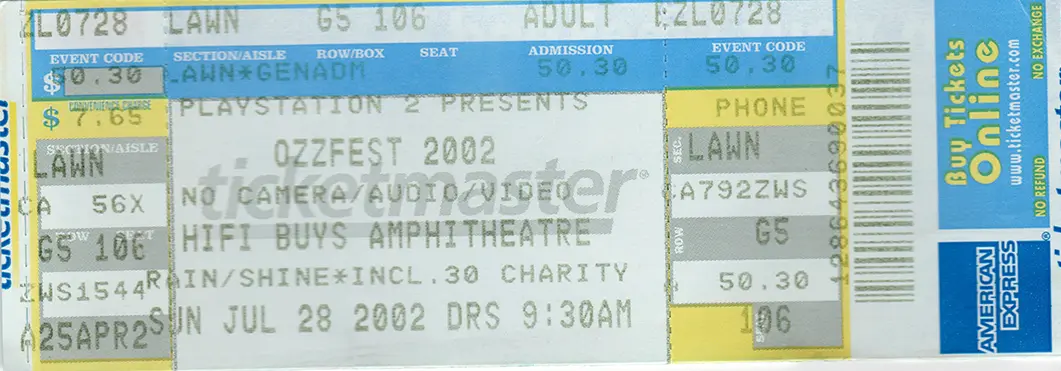 ZL0728 LAWN G5 106 ADULT EZL0728
EVENT CODE SECTION/AISLE ROW/BOX SEAT ADMISSION EVENT CODE
$ 50.30 LAWN*GENADM 50.30 50.30
CONVENIENCE CHARGE
$ 7.65 PLAYSTATION 2 PRESENTS PHONE
SECTION/AISLE
LAWN OZZFEST 2002 SEC. LAWN
ticketmaster®
CA 56X NO CAMERA/AUDIO/VIDEO CA792ZWS
ROW SEAT
G5 106 HIFI BUYS AMPHITHEATRE ROW G5
ZWS1544 RAIN/SHINE*INCL.30 CHARITY 50.30
A25APR2 SUN JUL 28 2002 DRS 9:30AM 106
ticketmaster
Buy Tickets
Online
www.ticketmaster.com
NO REFUND NO EXCHANGE
AMERICAN
EXPRESS
®